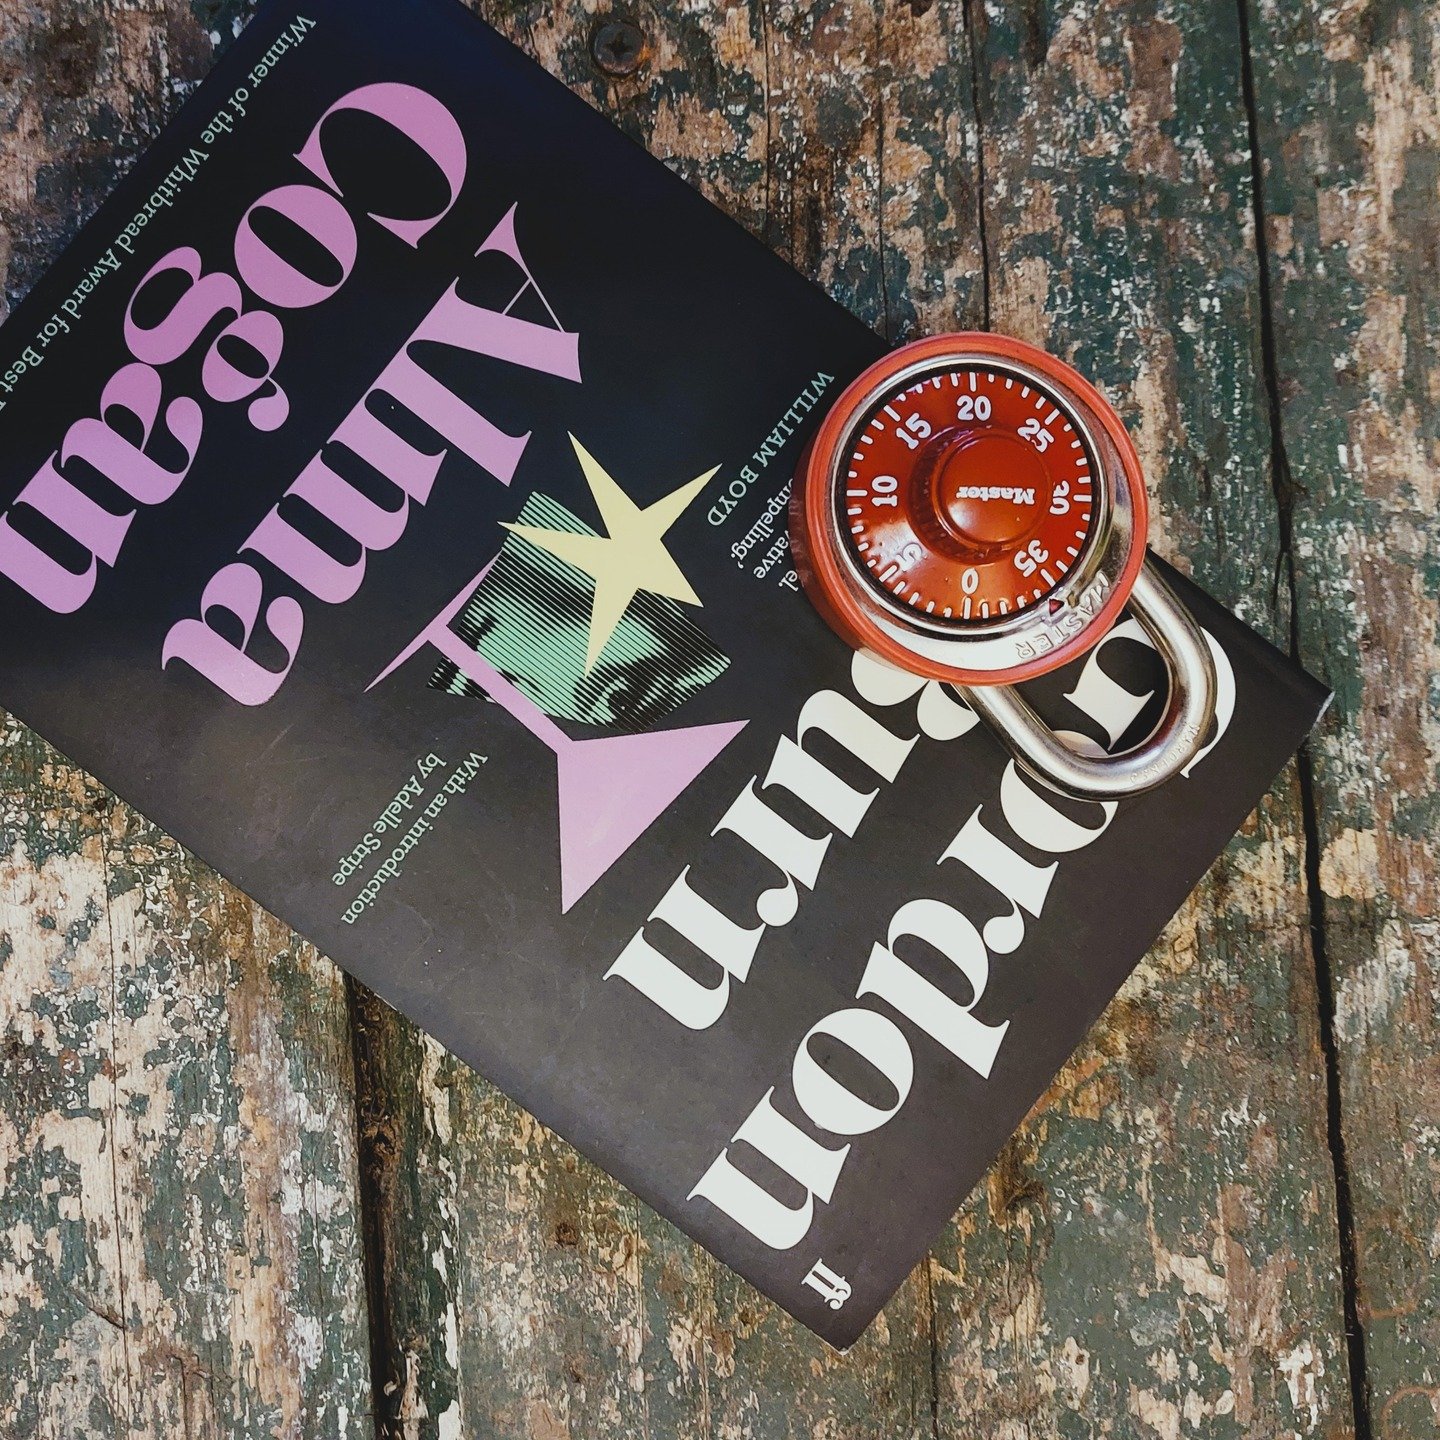 Winner of the Whitbread Award for Best
Alma
Cogan
WILLIAM BOYD
With an introduction
by Adelle Stripe
Gordon
Burn
ff
Master
0
5
10
15
20
25
30
35
MASTER